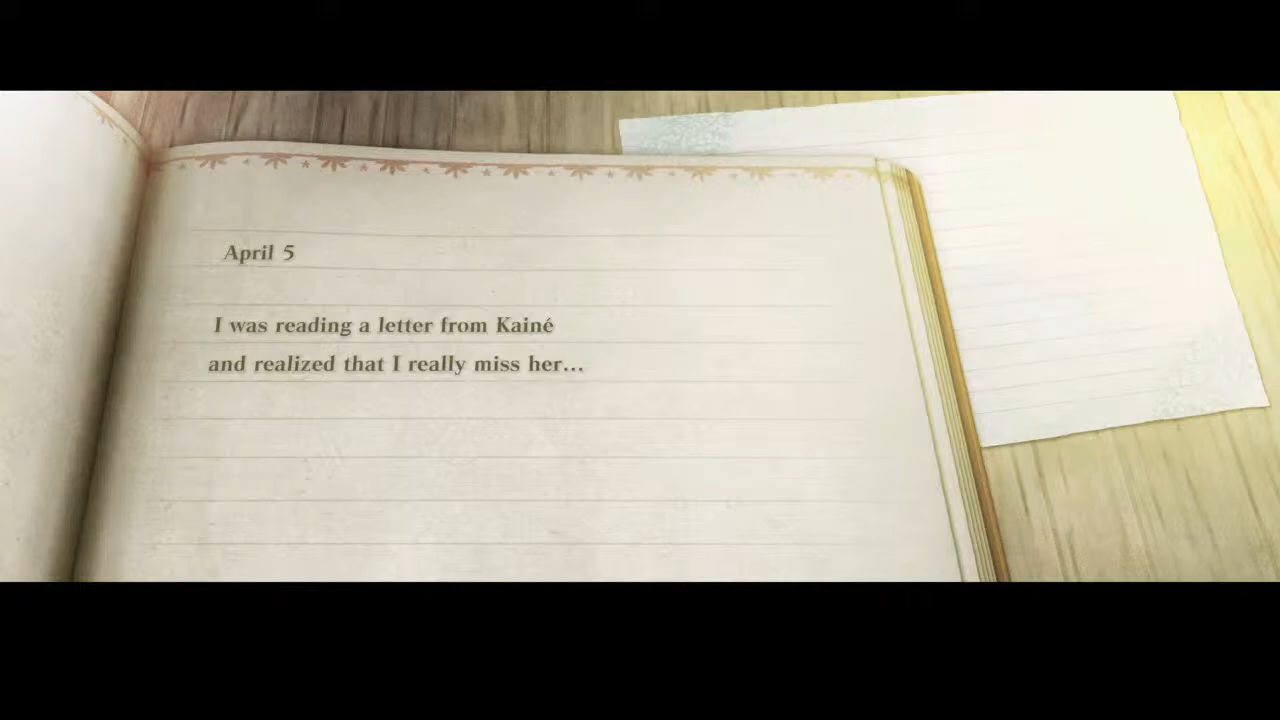 April 5
I was reading a letter from Kainé
and realized that I really miss her...